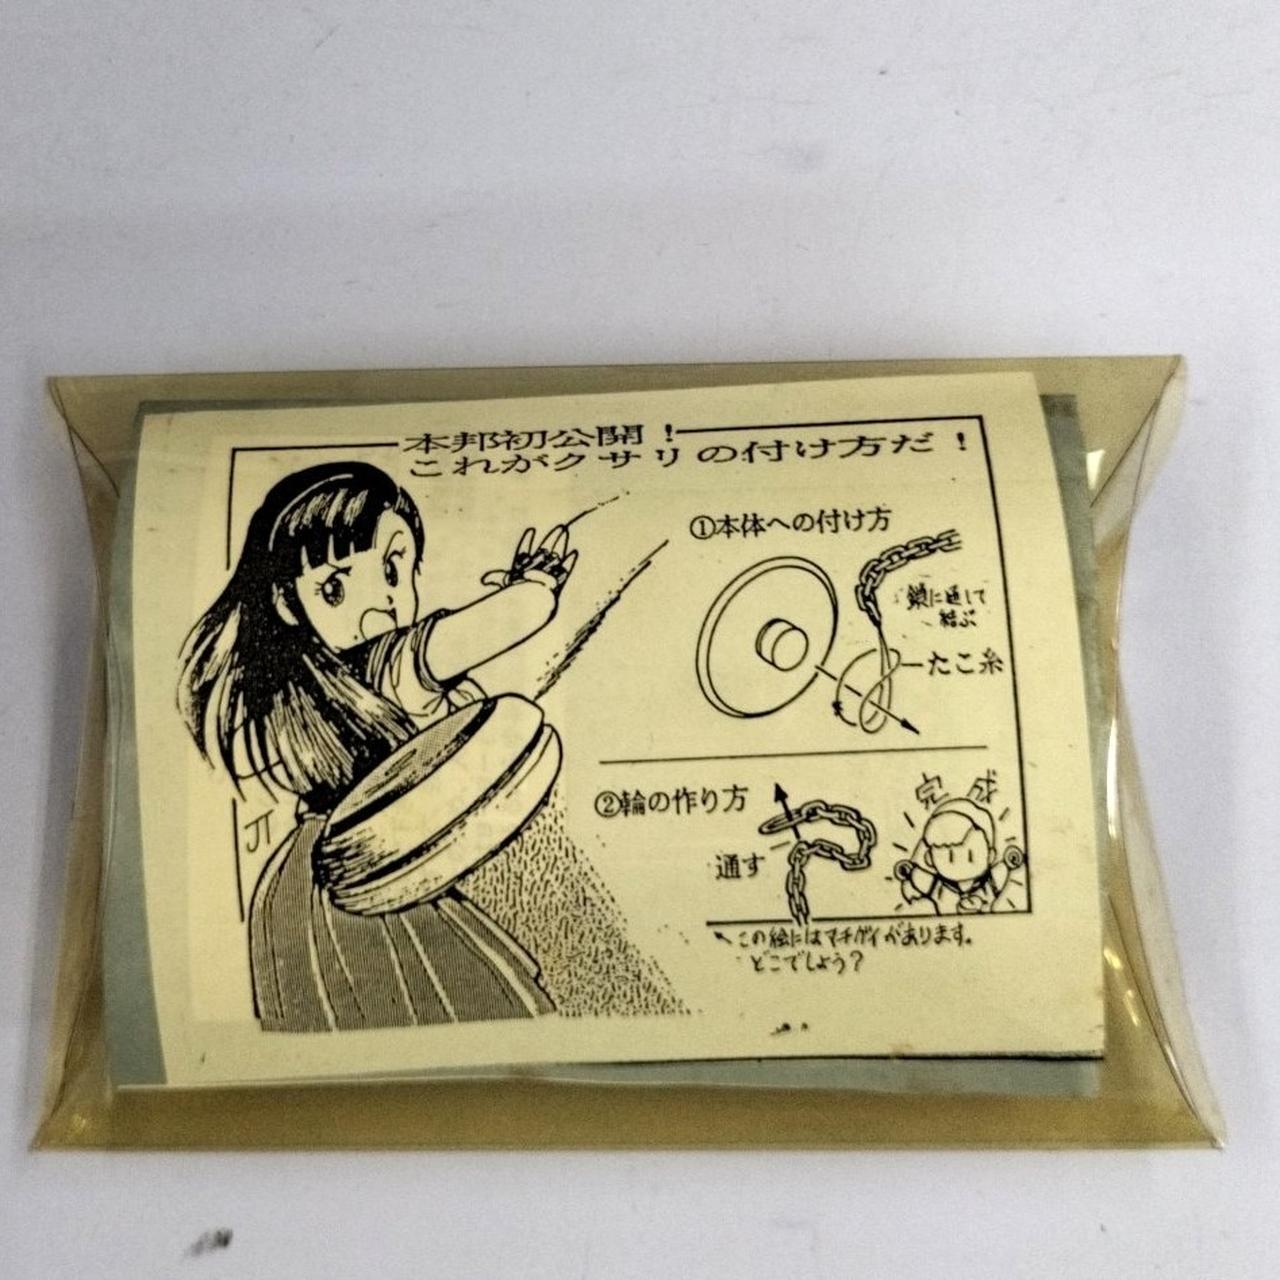 本邦初公開!
これがクサリの付け方だ!
①本体への付け方
鎖に通して
結ぶ
たこ糸
②輪の作り方
通す
完成
この絵にはマチガイがあります。
どこでしょう?
JT